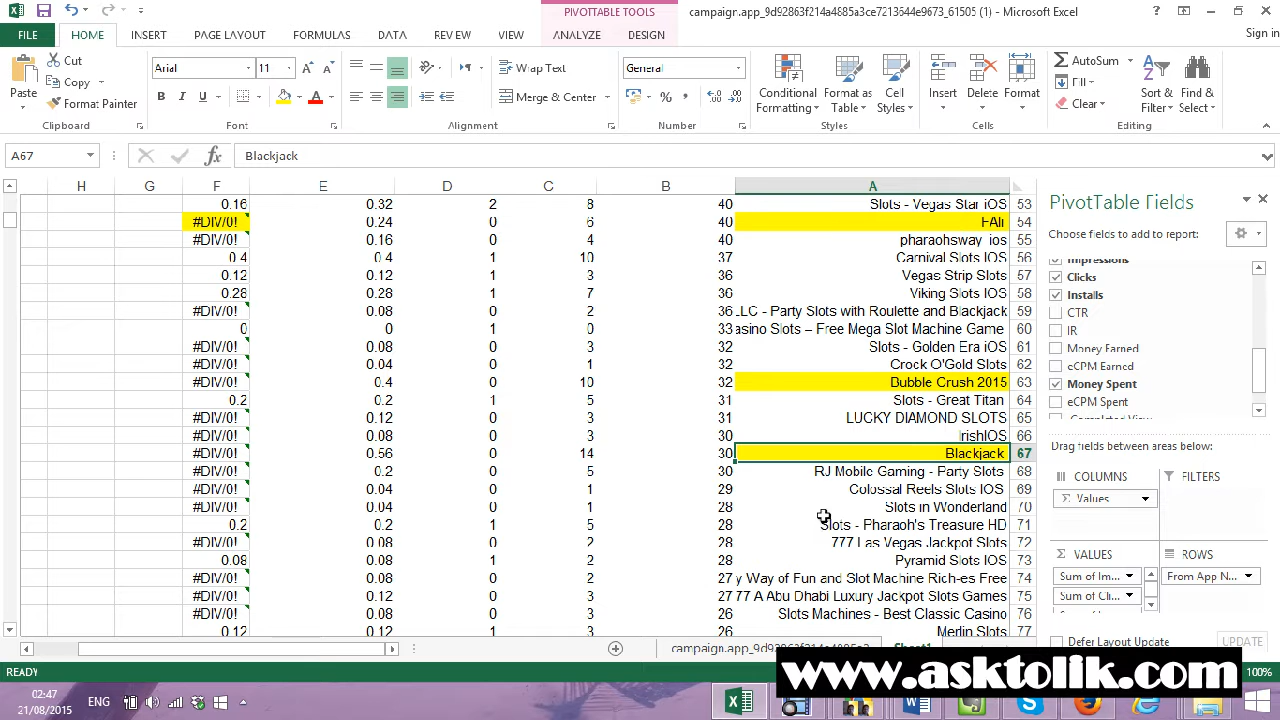 PIVOTTABLE TOOLS
campaign.app_9d92863f214a4885a3ce7213644e9673_61505 (1) - Microsoft Excel
FILE HOME INSERT PAGE LAYOUT FORMULAS DATA REVIEW VIEW ANALYZE DESIGN Sign in
Cut Arial 11 Wrap Text General AutoSum
Copy Fill
Paste Format Painter B I U Merge & Center % Conditional Formatting Format as Table Cell Styles Insert Delete Format Clear Sort & Filter Find & Select
Clipboard Font Alignment Number Styles Cells Editing
A67 fx Blackjack
H G F E D C B A
0.16 0.32 2 8 40 Slots - Vegas Star iOS 53
#DIV/0! 0.24 0 6 40 FAli 54
#DIV/0! 0.16 0 4 40 pharaohsway ios 55
0.4 0.4 1 10 37 Carnival Slots IOS 56
0.12 0.12 1 3 36 Vegas Strip Slots 57
0.28 0.28 1 7 36 Viking Slots IOS 58
#DIV/0! 0.08 0 2 36 LLC - Party Slots with Roulette and Blackjack 59
0 0 1 0 33 asino Slots – Free Mega Slot Machine Game 60
#DIV/0! 0.08 0 3 32 Slots - Golden Era iOS 61
#DIV/0! 0.04 0 1 32 Crock O'Gold Slots 62
#DIV/0! 0.4 0 10 32 Bubble Crush 2015 63
0.2 0.2 1 5 31 Slots - Great Titan 64
#DIV/0! 0.12 0 3 31 LUCKY DIAMOND SLOTS 65
#DIV/0! 0.08 0 3 30 IrishIOS 66
#DIV/0! 0.56 0 14 30 Blackjack 67
#DIV/0! 0.2 0 5 30 RJ Mobile Gaming - Party Slots 68
#DIV/0! 0.04 0 1 29 Colossal Reels Slots IOS 69
#DIV/0! 0.04 0 1 28 Slots in Wonderland 70
0.2 0.2 1 5 28 Slots - Pharaoh's Treasure HD 71
#DIV/0! 0.08 0 2 28 777 Las Vegas Jackpot Slots 72
0.08 0.08 1 2 28 Pyramid Slots IOS 73
#DIV/0! 0.08 0 2 27 y Way of Fun and Slot Machine Rich-es Free 74
#DIV/0! 0.12 0 3 27 77 A Abu Dhabi Luxury Jackpot Slots Games 75
#DIV/0! 0.08 0 3 26 Slots Machines - Best Classic Casino 76
0.12 0.12 1 3 26 Merlin Slots 77
PivotTable Fields
Choose fields to add to report:
Impressions
Clicks
Installs
CTR
IR
Money Earned
eCPM Earned
Money Spent
eCPM Spent
Completed View
Drag fields between areas below:
COLUMNS FILTERS
Σ Values
Σ VALUES ROWS
Sum of Im... From App N...
Sum of Cli...
Defer Layout Update UPDATE
Sheet1
READY 100%
www.asktolik.com
02:47
21/08/2015
ENG